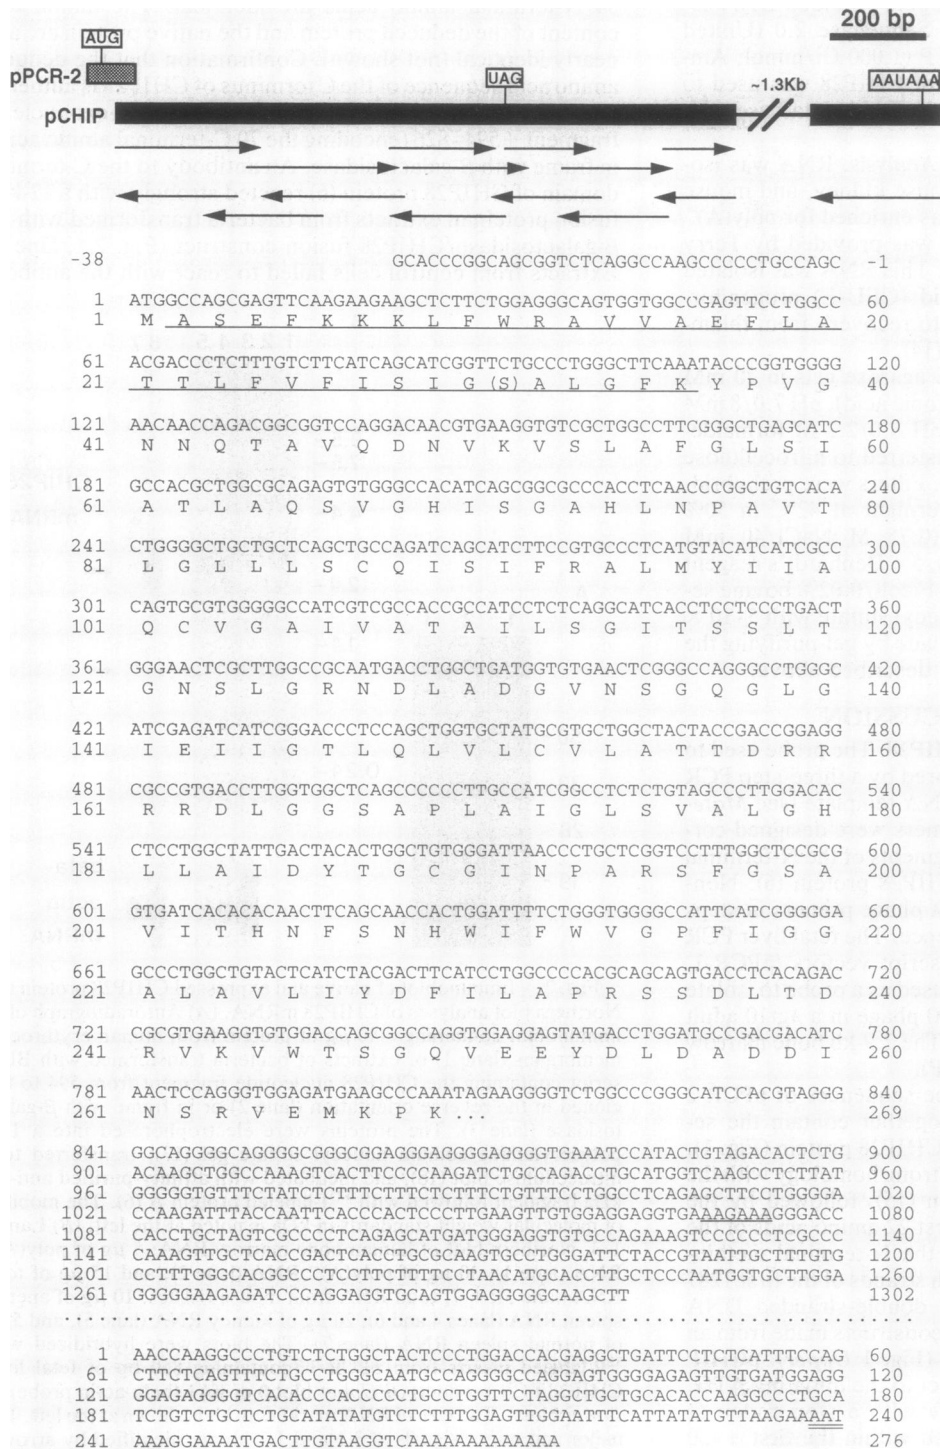 200 bp
AUG
pPCR-2
UAG
~1.3Kb
AAUAAA
pCHIP
-38 GCACCCGGCAGCGGTCTCAGGCCAAGCCCCCTGCCAGC -1
1 ATGGCCAGCGAGTTCAAGAAGAAGCTCTTCTGGAGGGCAGTGGTGGCCGAGTTCCTGGCC 60
1 M A S E F K K K L F W R A V V A E F L A 20
61 ACGACCCTCTTTGTCTTCATCAGCATCGGTTCTGCCCTGGGCTTCAAATACCCGGTGGGG 120
21 T T L F V F I S I G (S) A L G F K Y P V G 40
121 AACAACCAGACGGCGGTCCAGGACAACGTGAAGGTGTCGCTGGCCTTCGGGCTGAGCATC 180
41 N N Q T A V Q D N V K V S L A F G L S I 60
181 GCCACGCTGGCGCAGAGTGTGGGCCACATCAGCGGCGCCCACCTCAACCCGGCTGTCACA 240
61 A T L A Q S V G H I S G A H L N P A V T 80
241 CTGGGGCTGCTGCTCAGCTGCCAGATCAGCATCTTCCGTGCCCTCATGTACATCATCGCC 300
81 L G L L L S C Q I S I F R A L M Y I I A 100
301 CAGTGCGTGGGGGCCATCGTCGCCACCGCCATCCTCTCAGGCATCACCTCCTCCCTGACT 360
101 Q C V G A I V A T A I L S G I T S S L T 120
361 GGGAACTCGCTTGGCCGCAATGACCTGGCTGATGGTGTGAACTCGGGCCAGGGCCTGGGC 420
121 G N S L G R N D L A D G V N S G Q G L G 140
421 ATCGAGATCATCGGGACCCTCCAGCTGGTGCTATGCGTGCTGGCTACTACCGACCGGAGG 480
141 I E I I G T L Q L V L C V L A T T D R R 160
481 CGCCGTGACCTTGGTGGCTCAGCCCCCCTTGCCATCGGCCTCTCTGTAGCCCTTGGACAC 540
161 R R D L G G S A P L A I G L S V A L G H 180
541 CTCCTGGCTATTGACTACACTGGCTGTGGGATTAACCCTGCTCGGTCCTTTGGCTCCGCG 600
181 L L A I D Y T G C G I N P A R S F G S A 200
601 GTGATCACACACAACTTCAGCAACCACTGGATTTTCTGGGTGGGGCCATTCATCGGGGGA 660
201 V I T H N F S N H W I F W V G P F I G G 220
661 GCCCTGGCTGTACTCATCTACGACTTCATCCTGGCCCCACGCAGCAGTGACCTCACAGAC 720
221 A L A V L I Y D F I L A P R S S D L T D 240
721 CGCGTGAAGGTGTGGACCAGCGGCCAGGTGGAGGAGTATGACCTGGATGCCGACGACATC 780
241 R V K V W T S G Q V E E Y D L D A D D I 260
781 AACTCCAGGGTGGAGATGAAGCCCAAATAGAAGGGGTCTGGCCCGGGCATCCACGTAGGG 840
261 N S R V E M K P K 269
841 GGCAGGGGCAGGGGCGGGCGGAGGGAGGGGAGGGGTGAAATCCATACTGTAGACACTCTG 900
901 ACAAGCTGGCCAAAGTCACTTCCCCAAGATCTGCCAGACCTGCATGGTCAAGCCTCTTAT 960
961 GGGGGTGTTTCTATCTCTTTCTTTCTCTTTCTGTTTCCTGGCCTCAGAGCTTCCTGGGGA 1020
1021 CCAAGATTTACCAATTCACCCACTCCCTTGAAGTTGTGGAGGAGGTGAAAGAAAGGGACC 1080
1081 CACCTGCTAGTCGCCCCTCAGAGCATGATGGGAGGTGTGCCAGAAAGTCCCCCCTCGCCC 1140
1141 CAAAGTTGCTCACCGACTCACCTGCGCAAGTGCCTGGGATTCTACCGTAATTGCTTTGTG 1200
1201 CCTTTGGGCACGGCCCTCCTTCTTTTCCTAACATGCACCTTGCTCCCAATGGTGCTTGGA 1260
1261 GGGGGAAGAGATCCCAGGAGGTGCAGTGGAGGGGGCAAGCTT 1302
1 AACCAAGGCCCTGTCTCTGGCTACTCCCTGGACCACGAGGCTGATTCCTCTCATTTCCAG 60
61 CTTCTCAGTTTCTGCCTGGGCAATGCCAGGGGCCAGGAGTGGGGAGAGTTGTGATGGAGG 120
121 GGAGAGGGGTCACACCCACCCCCTGCCTGGTTCTAGGCTGCTGCACACCAAGGCCCTGCA 180
181 TCTGTCTGCTCTGCATATATGTCTCTTTGGAGTTGGAATTTCATTATATGTTAAGAAAAT 240
241 AAAGGAAAATGACTTGTAAGGTCAAAAAAAAAAAAA 276